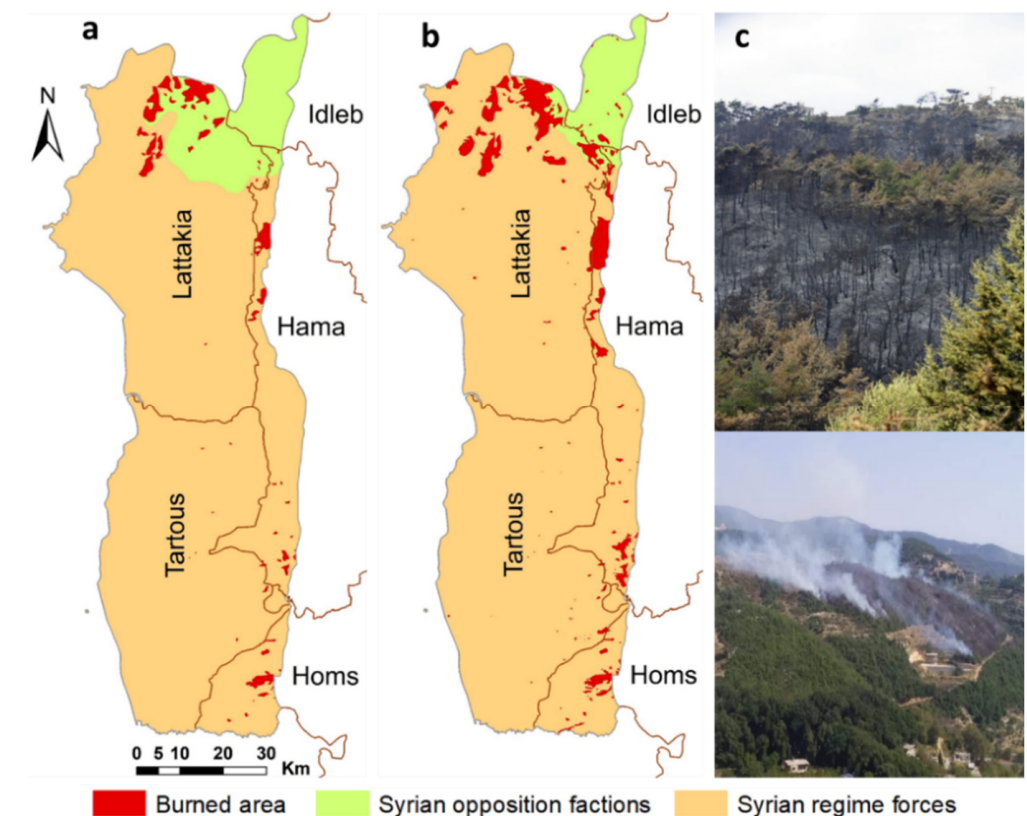 a
b
c
N
Idleb
Idleb
Lattakia
Lattakia
Hama
Hama
Tartous
Tartous
Homs
Homs
0 5 10 20 30
Km
Burned area
Syrian opposition factions
Syrian regime forces